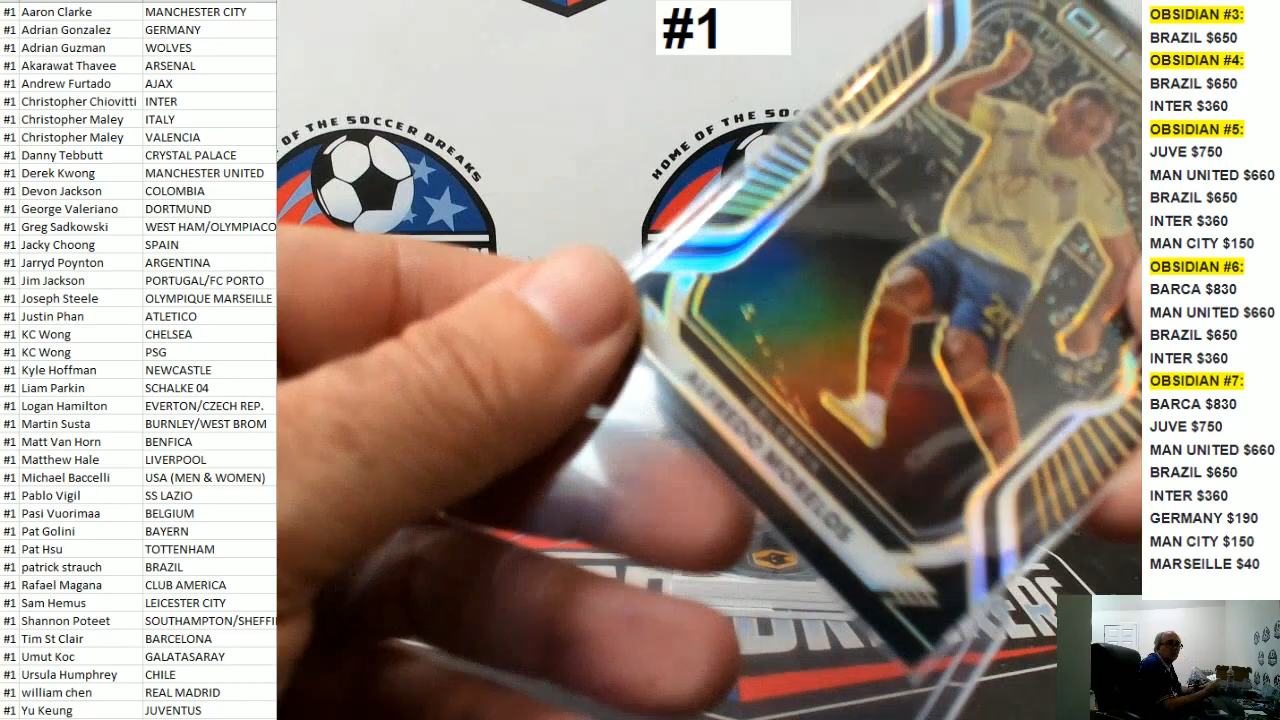 #1 Aaron Clarke MANCHESTER CITY
#1 Adrian Gonzalez GERMANY
#1 Adrian Guzman WOLVES
#1 Akarawat Thavee ARSENAL
#1 Andrew Furtado AJAX
#1 Christopher Chiovitti INTER
#1 Christopher Maley ITALY
#1 Christopher Maley VALENCIA
#1 Danny Tebbutt CRYSTAL PALACE
#1 Derek Kwong MANCHESTER UNITED
#1 Devon Jackson COLOMBIA
#1 George Valeriano DORTMUND
#1 Greg Sadkowski WEST HAM/OLYMPIACO
#1 Jacky Choong SPAIN
#1 Jarryd Poynton ARGENTINA
#1 Jim Jackson PORTUGAL/FC PORTO
#1 Joseph Steele OLYMPIQUE MARSEILLE
#1 Justin Phan ATLETICO
#1 KC Wong CHELSEA
#1 KC Wong PSG
#1 Kyle Hoffman NEWCASTLE
#1 Liam Parkin SCHALKE 04
#1 Logan Hamilton EVERTON/CZECH REP.
#1 Martin Susta BURNLEY/WEST BROM
#1 Matt Van Horn BENFICA
#1 Matthew Hale LIVERPOOL
#1 Michael Baccelli USA (MEN & WOMEN)
#1 Pablo Vigil SS LAZIO
#1 Pasi Vuorimaa BELGIUM
#1 Pat Golini BAYERN
#1 Pat Hsu TOTTENHAM
#1 patrick strauch BRAZIL
#1 Rafael Magana CLUB AMERICA
#1 Sam Hemus LEICESTER CITY
#1 Shannon Poteet SOUTHAMPTON/SHEFFI
#1 Tim St Clair BARCELONA
#1 Umut Koc GALATASARAY
#1 Ursula Humphrey CHILE
#1 william chen REAL MADRID
#1 Yu Keung JUVENTUS
#1
OF THE SOCCER BREAKS
HOME OF THE SOC
ALFREDO MORELOS
OBSIDIAN #3:
BRAZIL $650
OBSIDIAN #4:
BRAZIL $650
INTER $360
OBSIDIAN #5:
JUVE $750
MAN UNITED $660
BRAZIL $650
INTER $360
MAN CITY $150
OBSIDIAN #6:
BARCA $830
MAN UNITED $660
BRAZIL $650
INTER $360
OBSIDIAN #7:
BARCA $830
JUVE $750
MAN UNITED $660
BRAZIL $650
INTER $360
GERMANY $190
MAN CITY $150
MARSEILLE $40